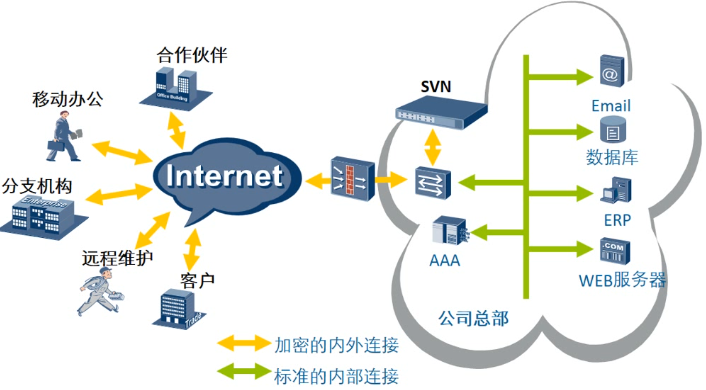 合作伙伴
Office Building
移动办公
分支机构
Enterprise
Internet
远程维护
客户
SVN
Email
数据库
ERP
.COM
WEB服务器
AAA
公司总部
加密的内外连接
标准的内部连接